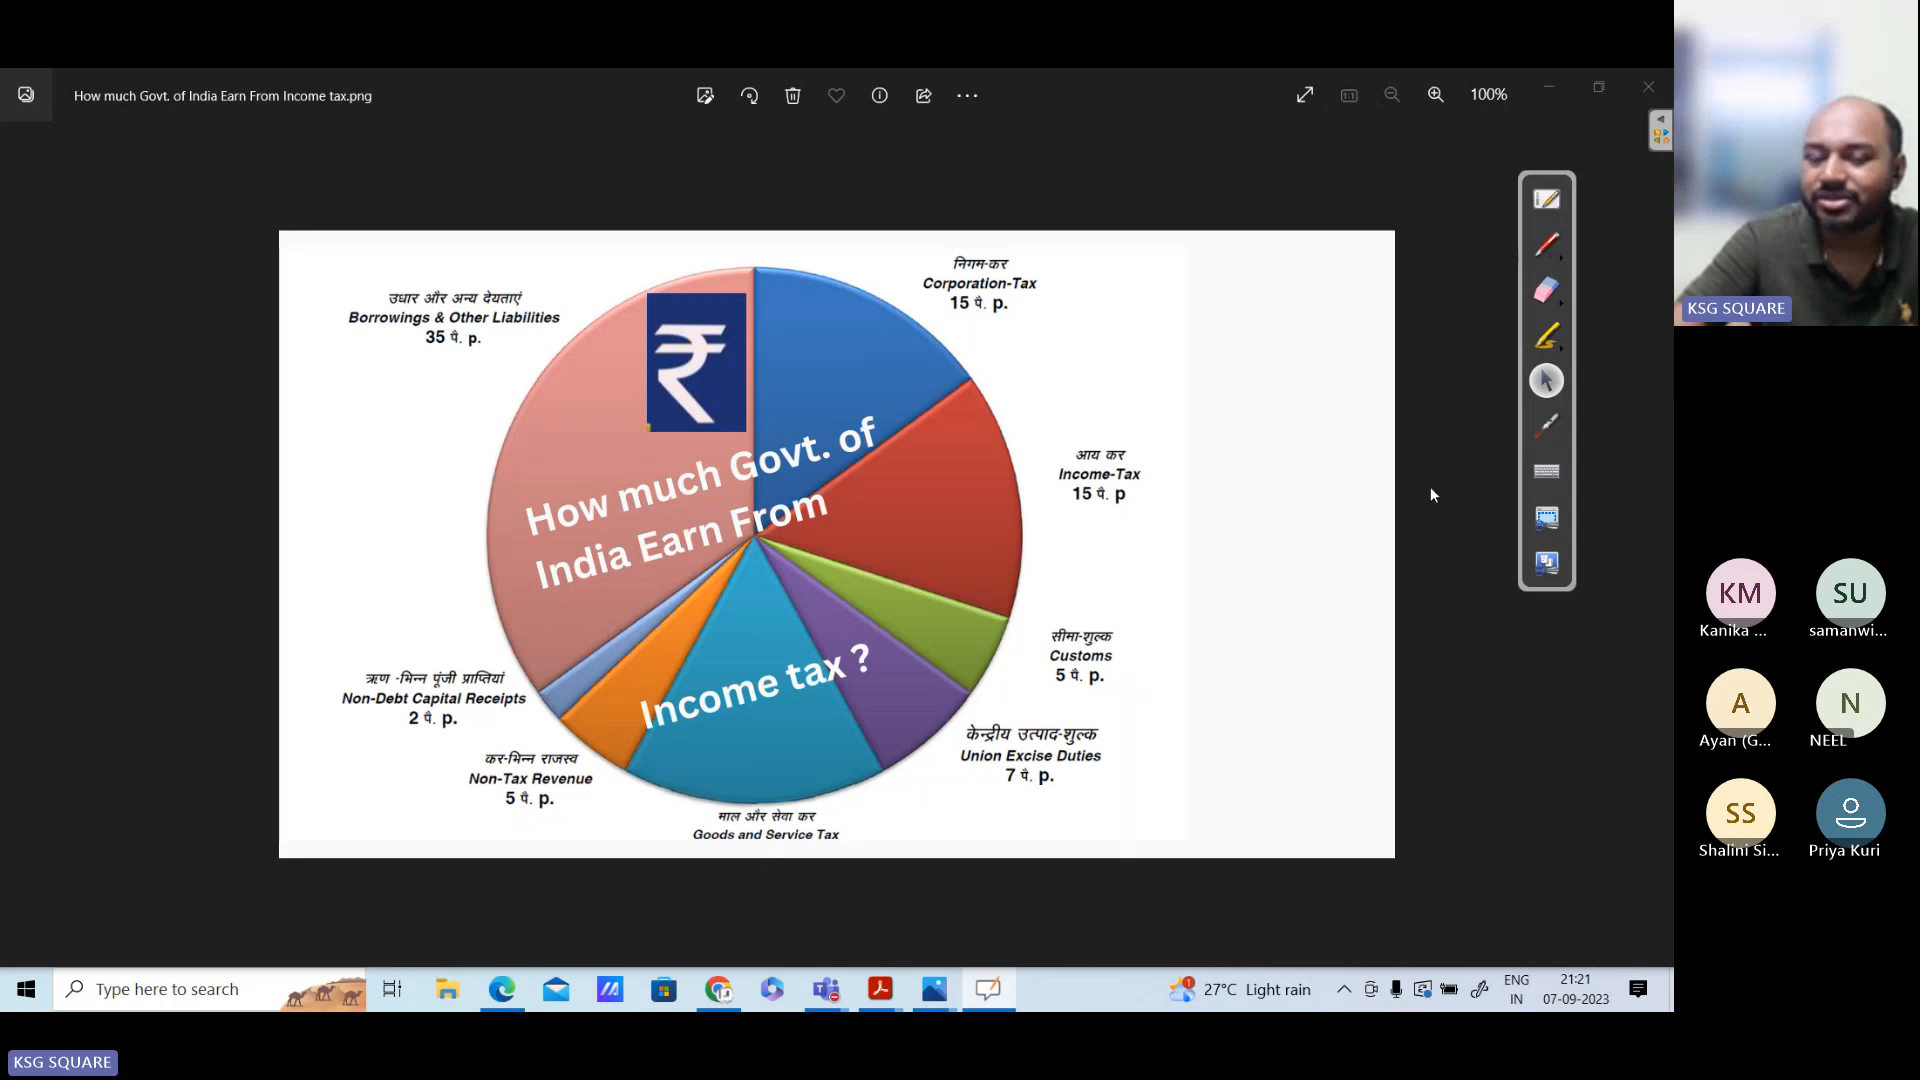 How much Govt. of India Earn From Income tax.png
100%
निगम-कर
Corporation-Tax
15 पै. p.
उधार और अन्य देयताएं
Borrowings & Other Liabilities
35 पै. p.
₹
How much Govt. of
India Earn From
Income tax ?
आय कर
Income-Tax
15 पै. p
सीमा-शुल्क
Customs
5 पै. p.
केन्द्रीय उत्पाद-शुल्क
Union Excise Duties
7 पै. p.
ऋण -भिन्न पूंजी प्राप्तियां
Non-Debt Capital Receipts
2 पै. p.
कर-भिन्न राजस्व
Non-Tax Revenue
5 पै. p.
माल और सेवा कर
Goods and Service Tax
KSG SQUARE
KM
Kanika ...
SU
samanwi...
A
Ayan (G...
N
NEEL
SS
Shalini Si...
Priya Kuri
Type here to search
27°C Light rain
ENG
IN
21:21
07-09-2023
KSG SQUARE